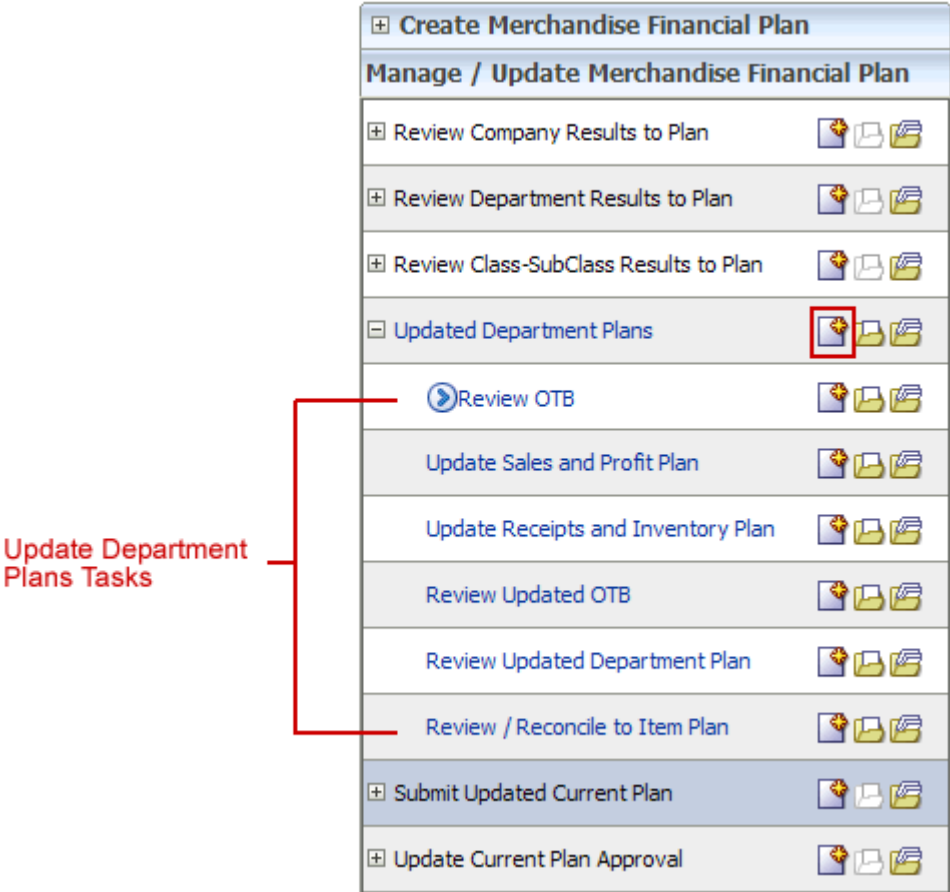 Create Merchandise Financial Plan
Manage / Update Merchandise Financial Plan
Review Company Results to Plan
Review Department Results to Plan
Review Class-SubClass Results to Plan
Updated Department Plans
Review OTB
Update Sales and Profit Plan
Update Receipts and Inventory Plan
Update Department
Plans Tasks
Review Updated OTB
Review Updated Department Plan
Review / Reconcile to Item Plan
Submit Updated Current Plan
Update Current Plan Approval